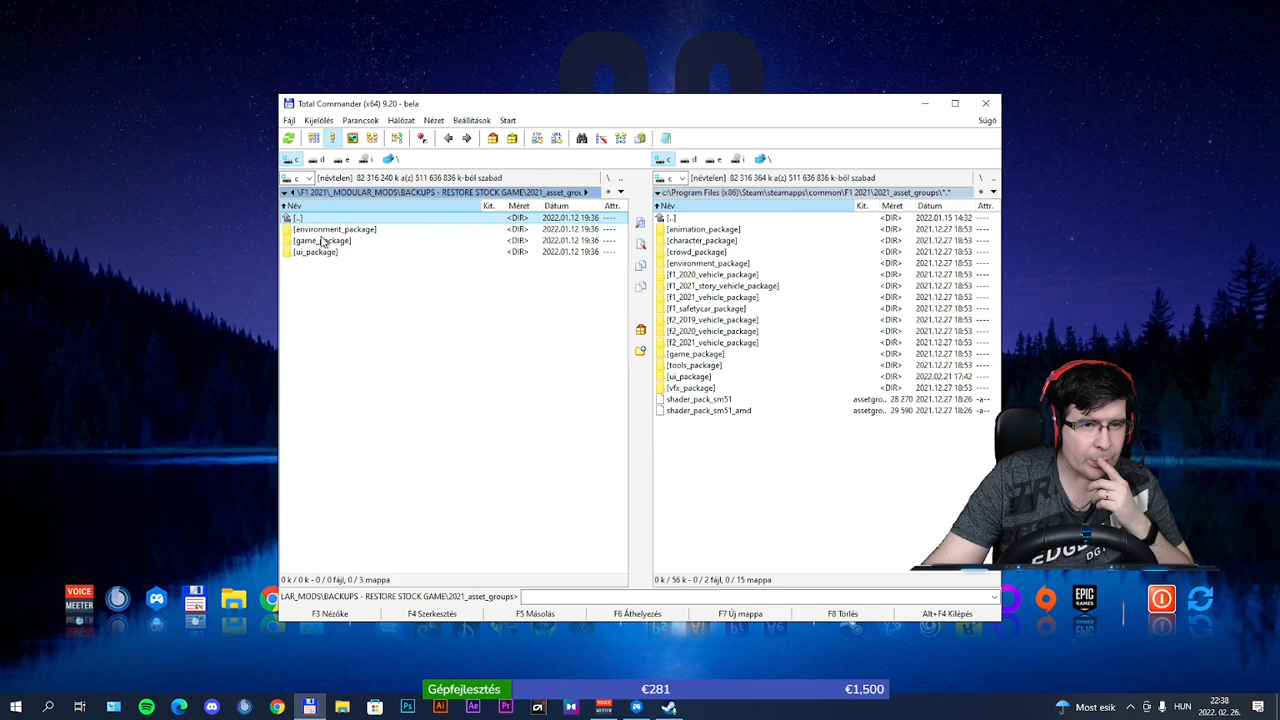 Total Commander (x64) 9.20 - bela
Fájl Kijelölés Parancsok Hálózat Nézet Beállítások Start Súgó
c d e i \ c d e i \
c [névtelen] 82 316 240 k a(z) 511 636 836 k-ból szabad \ .. c [névtelen] 82 316 364 k a(z) 511 636 836 k-ból szabad \ ..
\F1 2021\_MODULAR_MODS\BACKUPS - RESTORE STOCK GAME\2021_asset_grou * c:\Program Files (x86)\Steam\steamapps\common\F1 2021\2021_asset_groups\*.* *
Név Kit. Méret Dátum Attr. Név Kit. Méret Dátum Attr.
[..] <DIR> 2022.01.12 19:36 ---- [..] <DIR> 2022.01.15 14:32 ----
[environment_package] <DIR> 2022.01.12 19:36 ---- [animation_package] <DIR> 2021.12.27 18:53 ----
[game_package] <DIR> 2022.01.12 19:36 ---- [character_package] <DIR> 2021.12.27 18:53 ----
[ui_package] <DIR> 2022.01.12 19:36 ---- [crowd_package] <DIR> 2021.12.27 18:53 ----
[environment_package] <DIR> 2021.12.27 18:53 ----
[f1_2020_vehicle_package] <DIR> 2021.12.27 18:53 ----
[f1_2021_story_vehicle_package] <DIR> 2021.12.27 18:53 ----
[f1_2021_vehicle_package] <DIR> 2021.12.27 18:53 ----
[f1_safetycar_package] <DIR> 2021.12.27 18:53 ----
[f2_2019_vehicle_package] <DIR> 2021.12.27 18:53 ----
[f2_2020_vehicle_package] <DIR> 2021.12.27 18:53 ----
[f2_2021_vehicle_package] <DIR> 2021.12.27 18:53 ----
[game_package] <DIR> 2021.12.27 18:53 ----
[tools_package] <DIR> 2021.12.27 18:53 ----
[ui_package] <DIR> 2022.02.21 17:42 ----
[vfx_package] <DIR> 2021.12.27 18:53 ----
shader_pack_sm51 assetgro.. 28 270 2021.12.27 18:26 -a--
shader_pack_sm51_amd assetgro.. 29 590 2021.12.27 18:26 -a--
0 k / 0 k - 0 / 0 fájl, 0 / 3 mappa 0 k / 56 k - 0 / 2 fájl, 0 / 15 mappa
LAR_MODS\BACKUPS - RESTORE STOCK GAME\2021_asset_groups>
F3 Nézőke F4 Szerkesztés F5 Másolás F6 Áthelyezés F7 Új mappa F8 Törlés Alt+F4 Kilépés
VOICE
MEETER
64
EPIC
GAMES
EDGE
DG
Gépfejlesztés €281 €1,500
Ps Ai Ae Pr
Most esik HUN 22:38
2022. 02. 26.